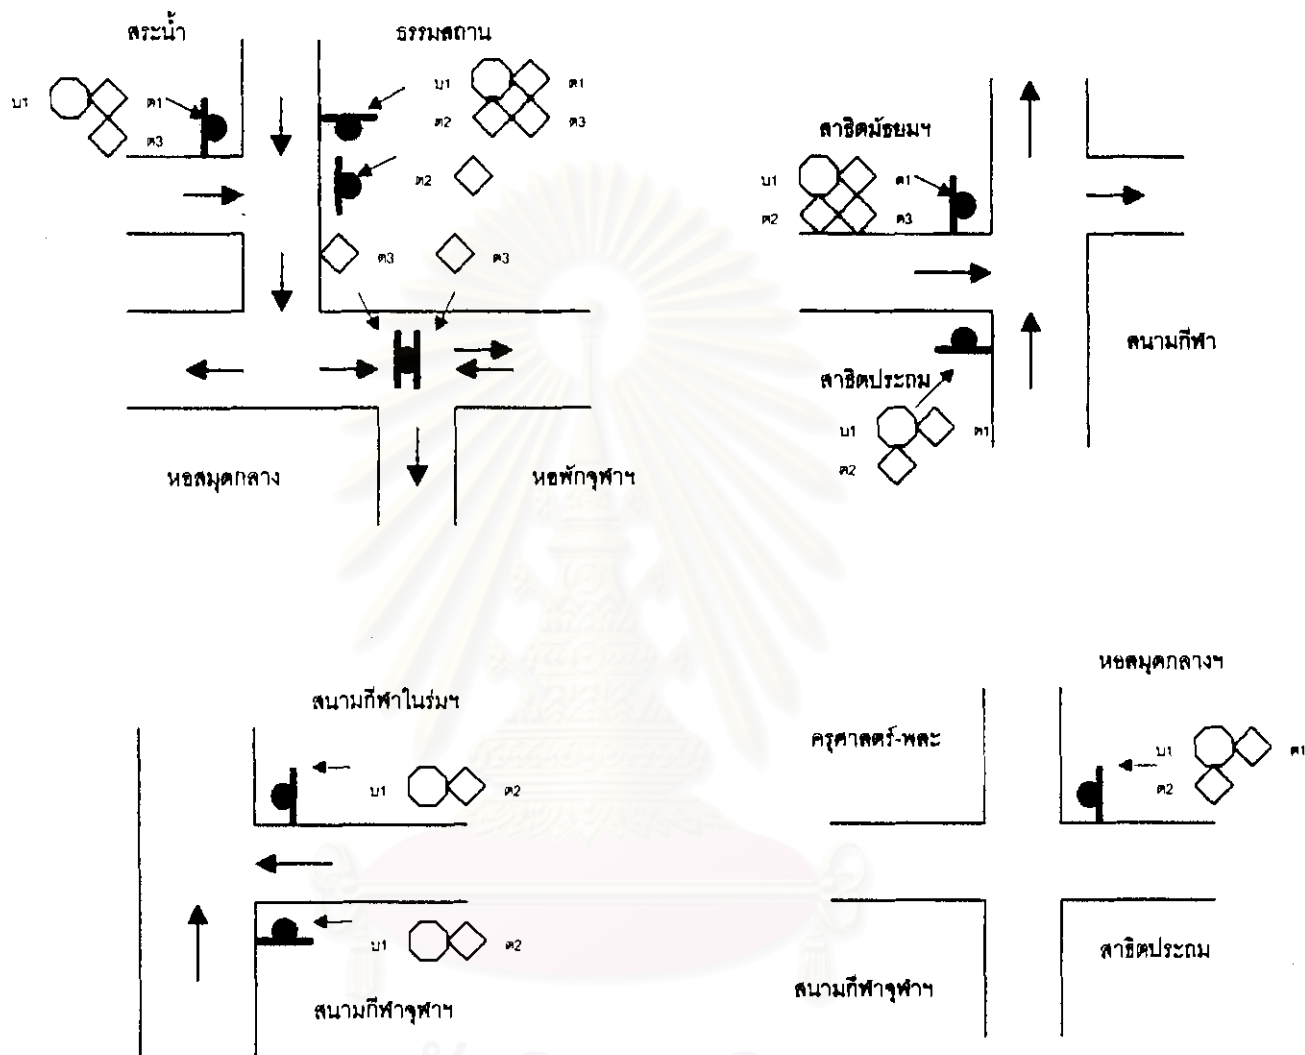 สระน้ำ
ธรรมสถาน
บ1
ต1
ต3
บ1
ต1
ต2
ต3
ต2
ต3
ต3
หอสมุดกลาง
หอพักจุฬาฯ
สาธิตมัธยมฯ
บ1
ต1
ต2
ต3
สนามกีฬา
สาธิตประถม
บ1
ต1
ต2
สนามกีฬาในร่มฯ
บ1
ต2
บ1
ต2
สนามกีฬาจุฬาฯ
หอสมุดกลางฯ
ครุศาสตร์-พละ
บ1
ต1
ต2
สาธิตประถม
สนามกีฬาจุฬาฯ